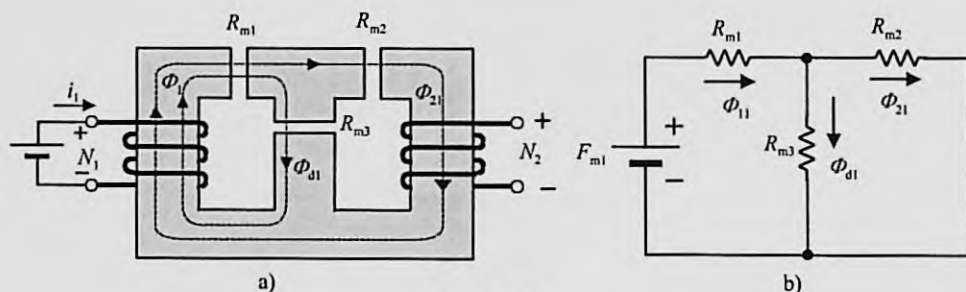 R_m1 R_m2
Φ_1 Φ_21
i_1
+ R_m3 +
N_1 N_2
− Φ_d1 −
a)
R_m1 R_m2
Φ_11 Φ_21
+
F_m1 R_m3 Φ_d1
−
b)